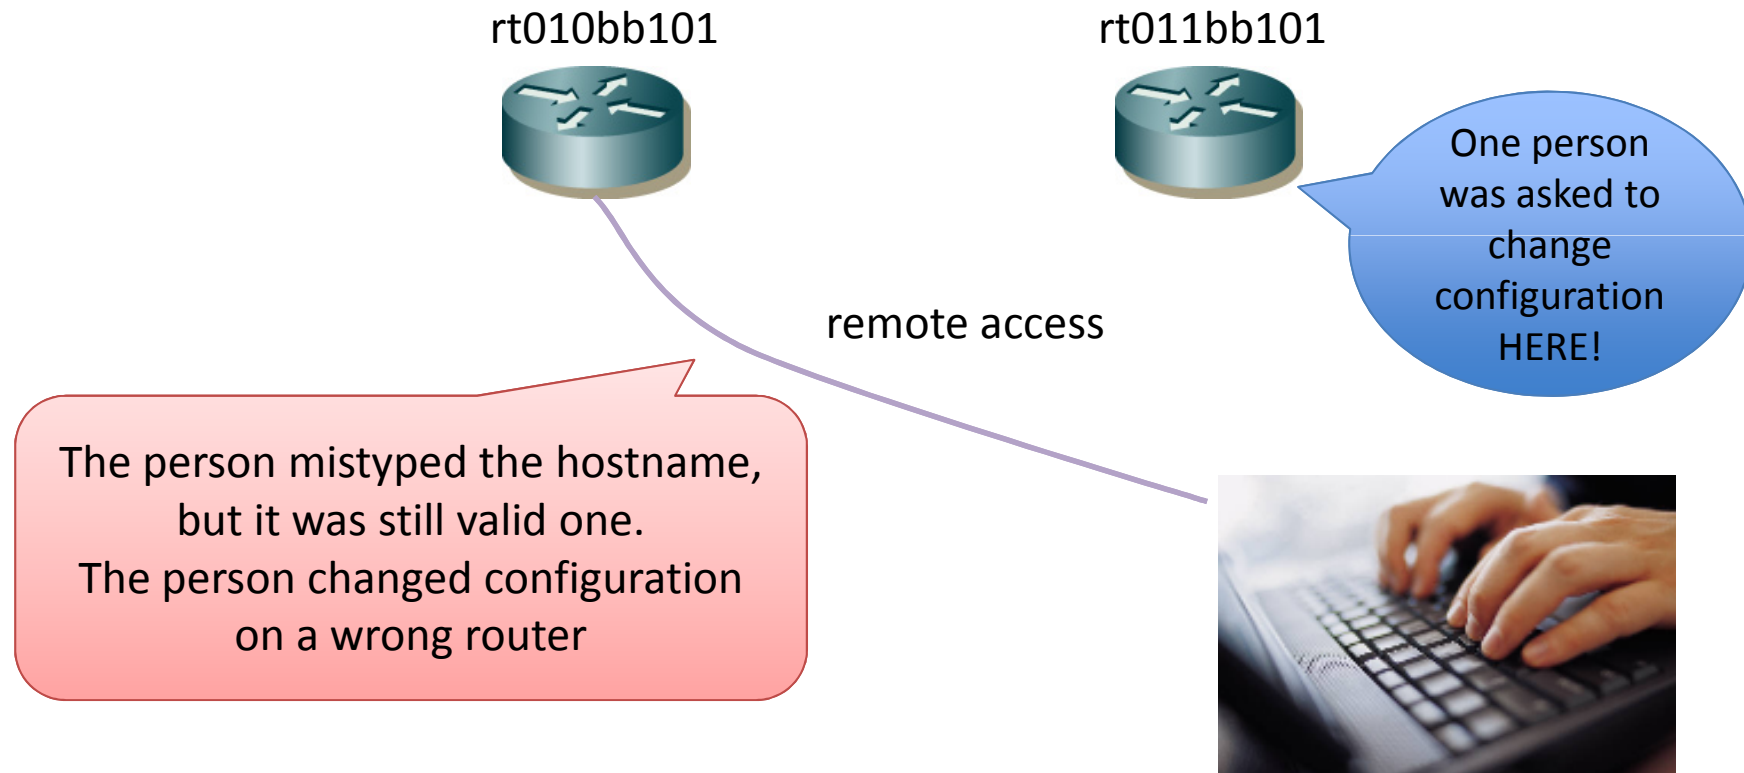 rt010bb101
rt011bb101
One person
was asked to
change
configuration
HERE!
remote access
The person mistyped the hostname,
but it was still valid one.
The person changed configuration
on a wrong router